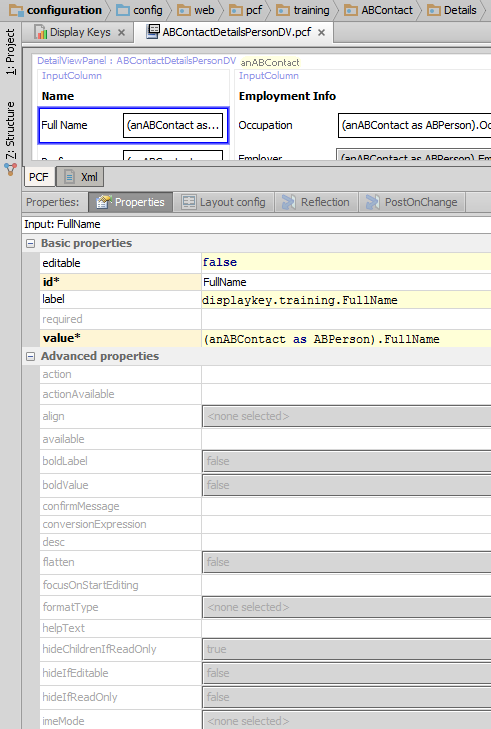 configuration config web pcf training ABContact Details
1: Project
Z: Structure
Display Keys ABContactDetailsPersonDV.pcf
DetailViewPanel : ABContactDetailsPersonDV anABContact
InputColumn InputColumn
Name Employment Info
Full Name (anABContact as... Occupation (anABContact as ABPerson).Oc
Employer
PCF Xml
Properties: Properties Layout config Reflection PostOnChange
Input: FullName
Basic properties
editable false
id* FullName
label displaykey.training.FullName
required
value* (anABContact as ABPerson).FullName
Advanced properties
action
actionAvailable
align <none selected>
available
boldLabel false
boldValue false
confirmMessage
conversionExpression
desc
flatten false
focusOnStartEditing
formatType <none selected>
helpText
hideChildrenIfReadOnly true
hideIfEditable false
hideIfReadOnly false
imeMode <none selected>